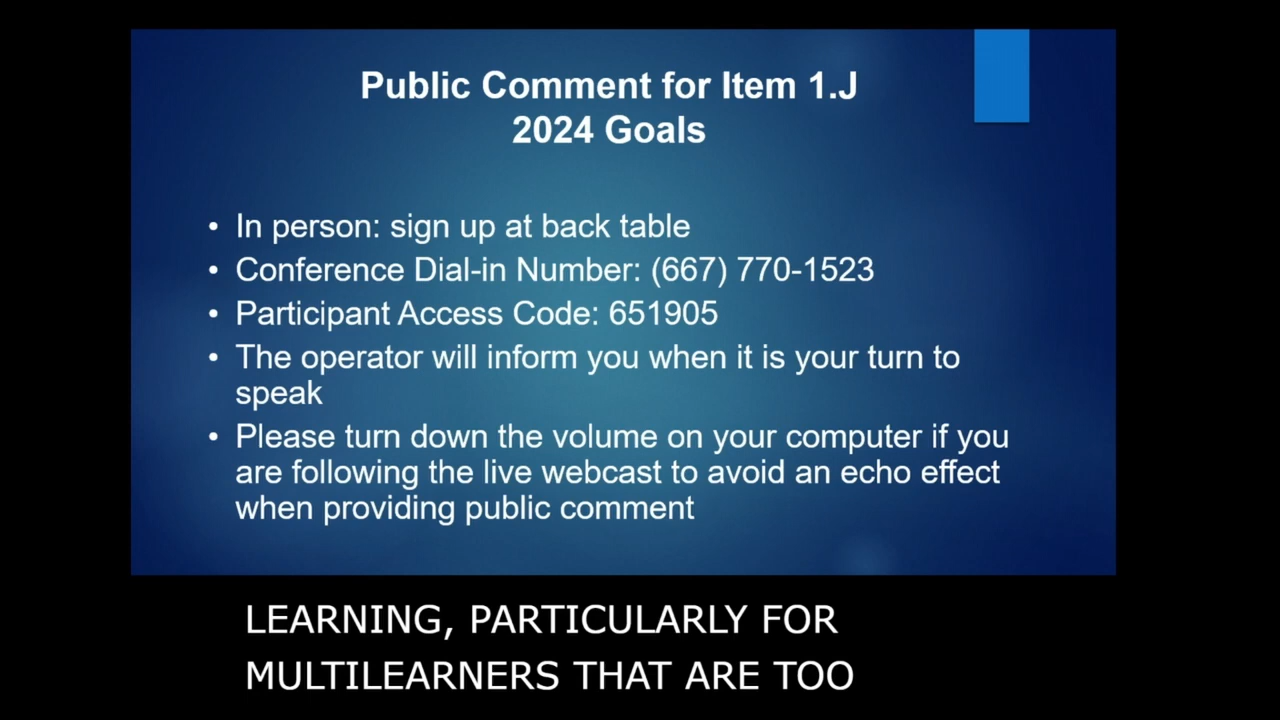 Public Comment for Item 1.J
2024 Goals
• In person: sign up at back table
• Conference Dial-in Number: (667) 770-1523
• Participant Access Code: 651905
• The operator will inform you when it is your turn to
speak
• Please turn down the volume on your computer if you
are following the live webcast to avoid an echo effect
when providing public comment
LEARNING, PARTICULARLY FOR
MULTILEARNERS THAT ARE TOO